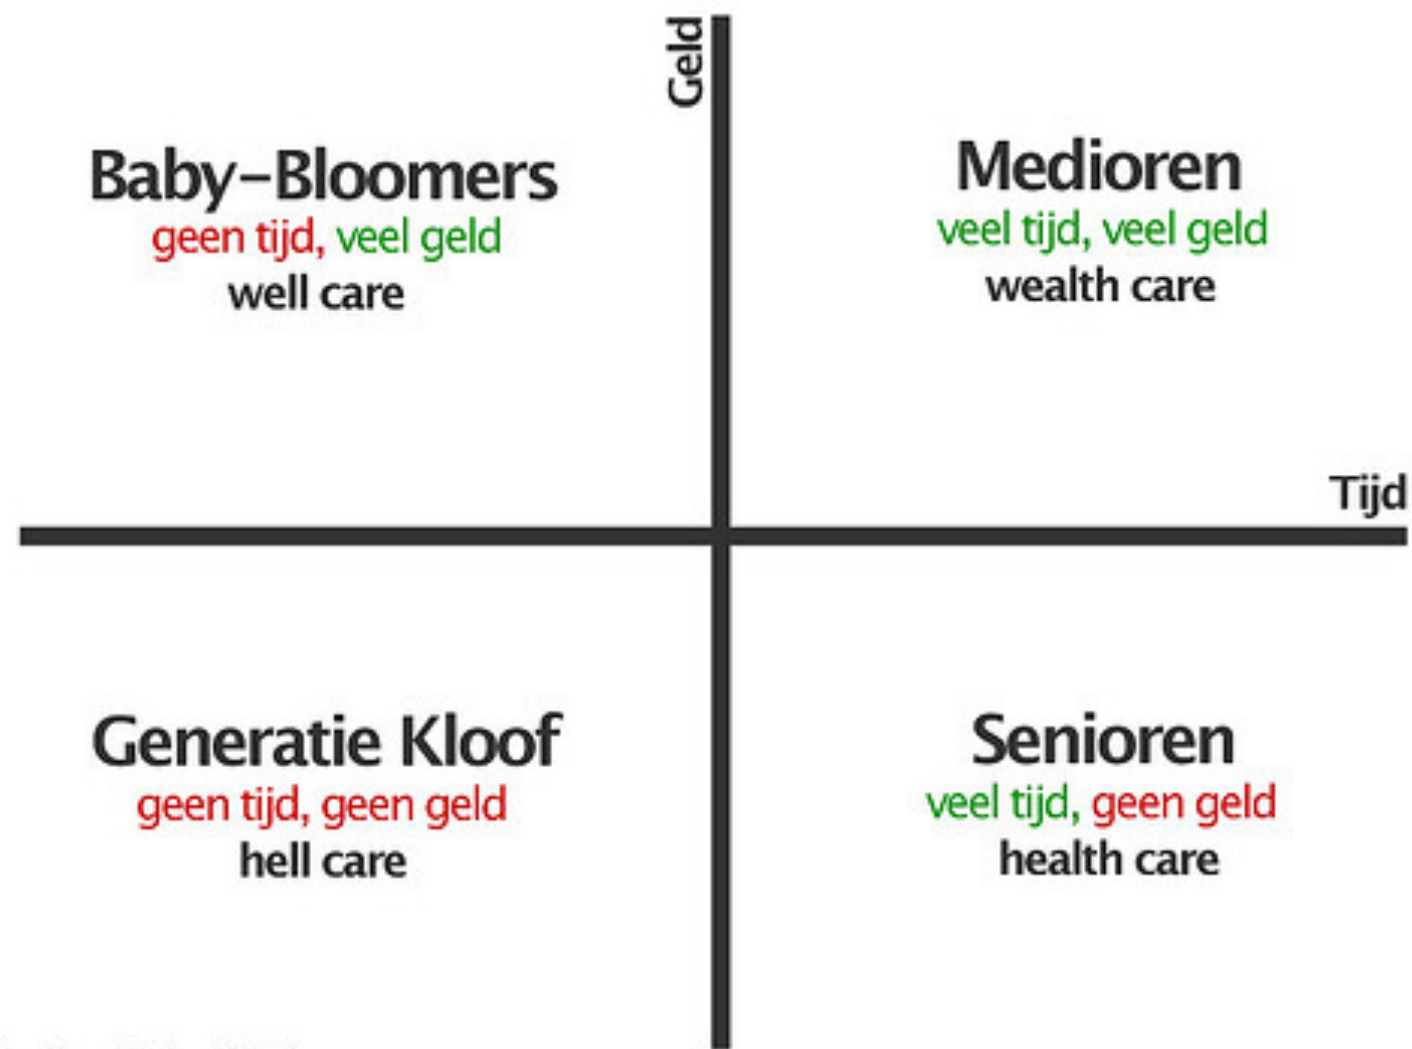 Geld
Baby-Bloomers
geen tijd, veel geld
well care
Medioren
veel tijd, veel geld
wealth care
Tijd
Generatie Kloof
geen tijd, geen geld
hell care
Senioren
veel tijd, geen geld
health care